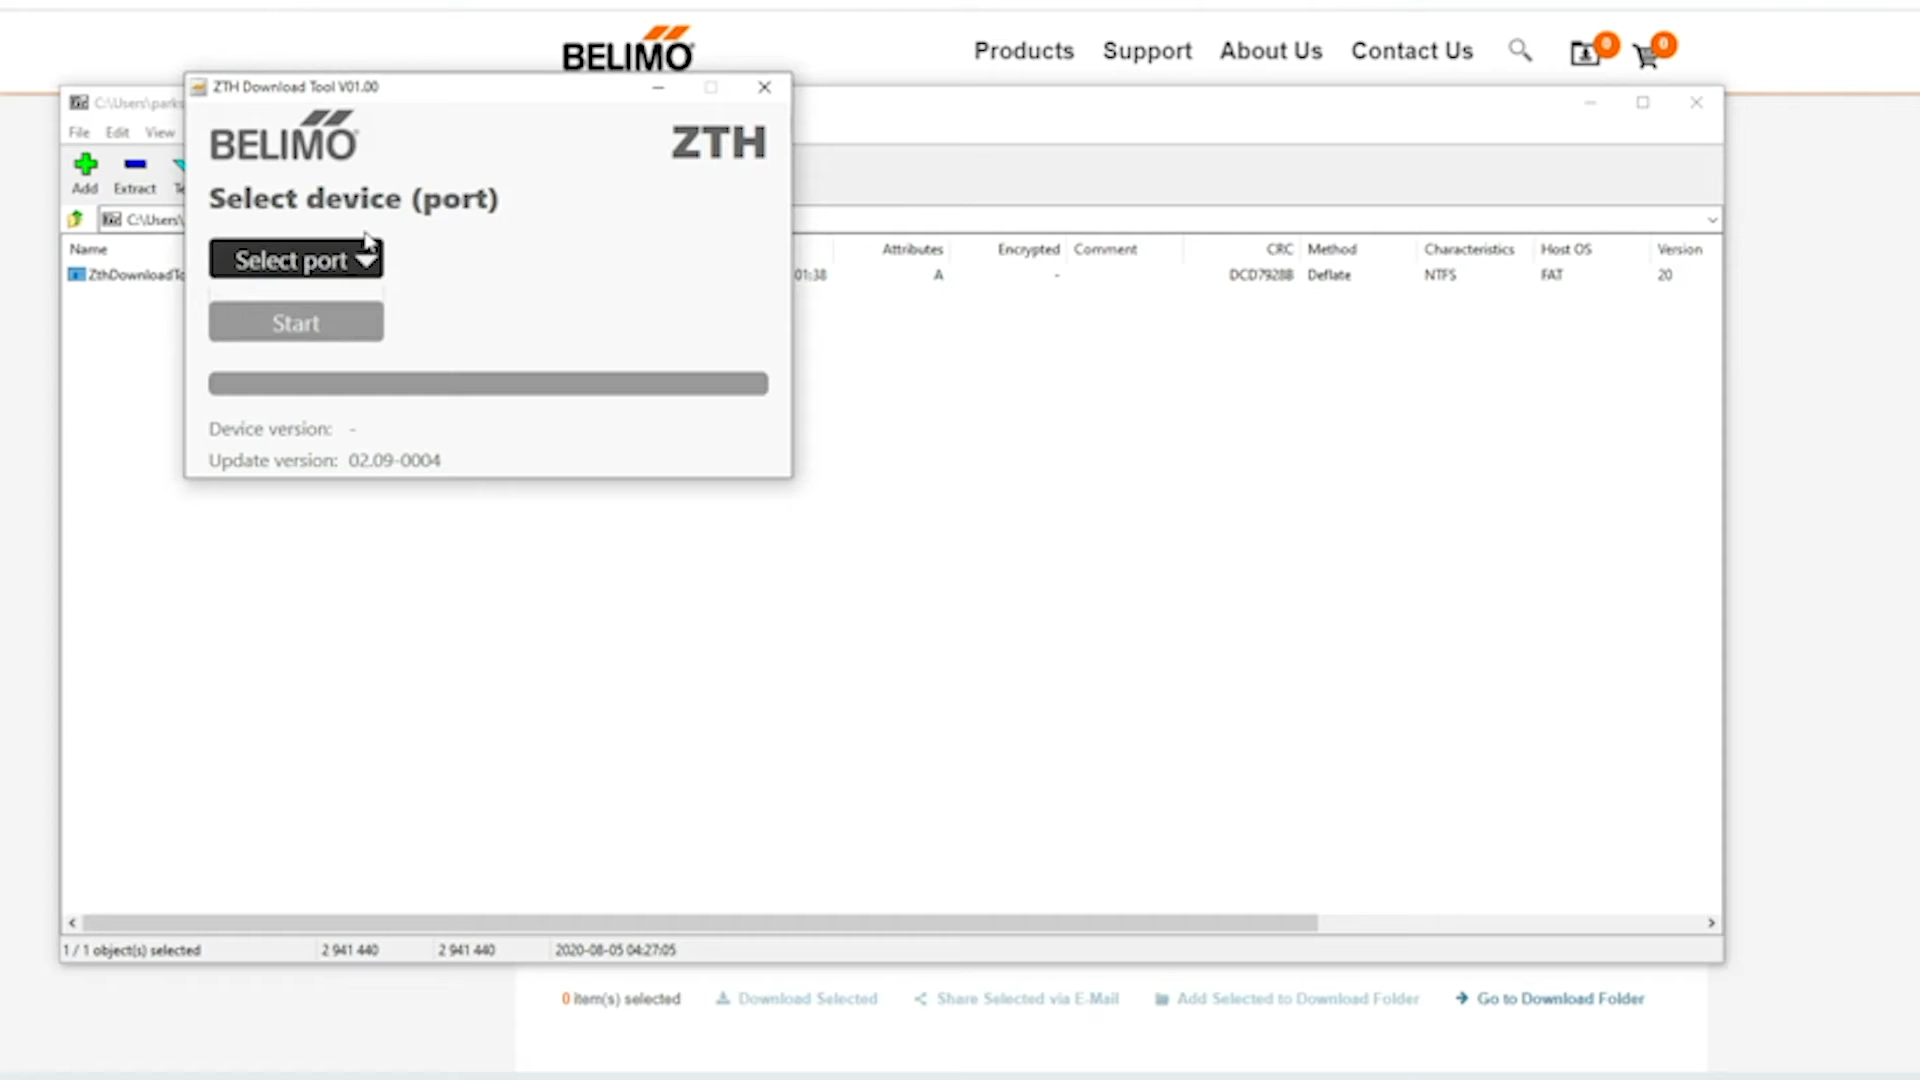 BELIMO
Products Support About Us Contact Us 0 0
ZTH Download Tool V01.00
C:\Users\parks
File Edit View
BELIMO ZTH
Add Extract
Select device (port)
C:\Users\
Select port
Name Attributes Encrypted Comment CRC Method Characteristics Host OS Version
ZthDownloadTo 01:38 A - DCD7928B Deflate NTFS FAT 20
Start
Device version: -
Update version: 02.09-0004
1 / 1 object(s) selected 2 941 440 2 941 440 2020-08-05 04:27:05
0 item(s) selected Download Selected Share Selected via E-Mail Add Selected to Download Folder Go to Download Folder